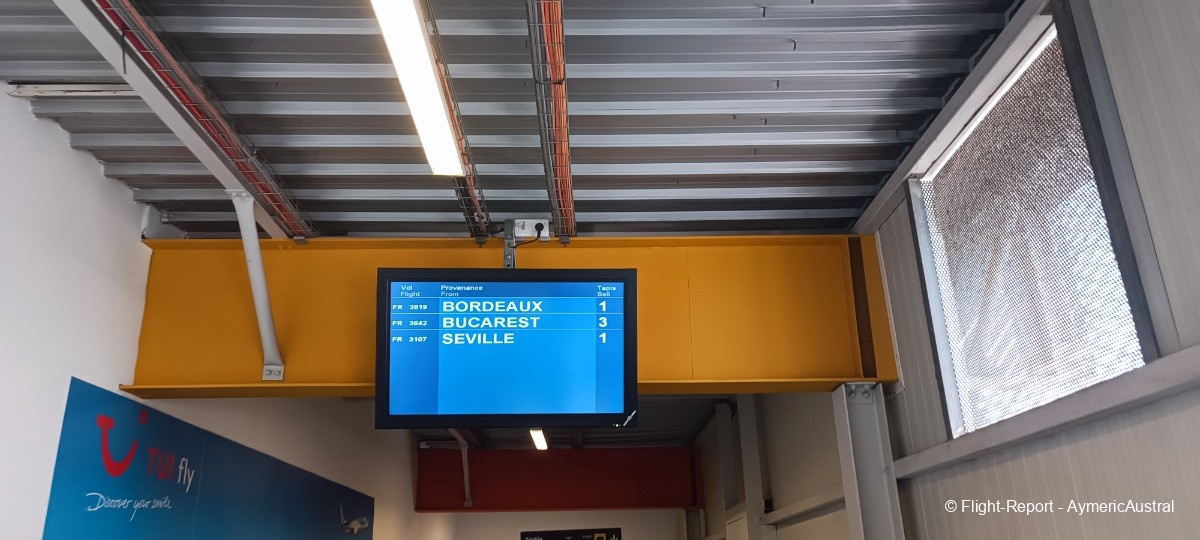 Vol Provenance Tapis
Flight From Belt
FR 3619 BORDEAUX 1
FR 3642 BUCAREST 3
FR 3107 SEVILLE 1
TUI fly
Discover your smile
Sortie
© Flight-Report - AymericAustral